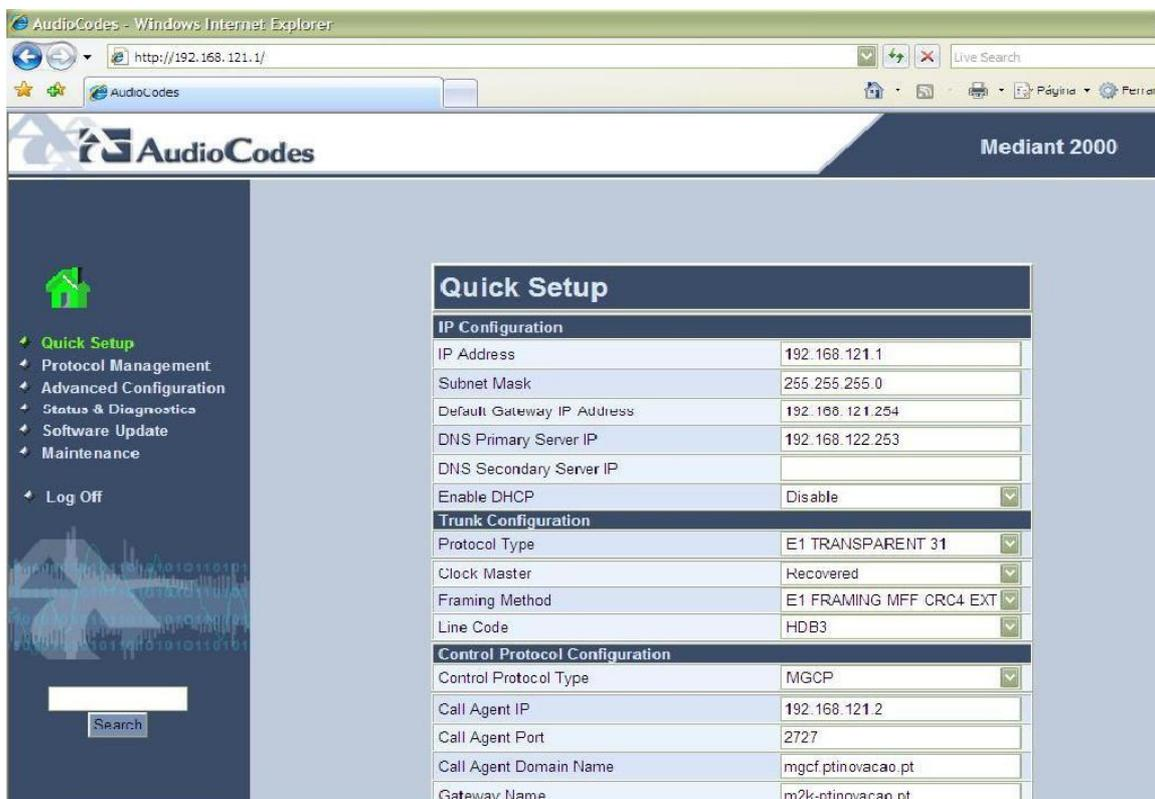 AudioCodes - Windows Internet Explorer
http://192.168.121.1/
Live Search
AudioCodes
Página
Ferrar
AudioCodes
Mediant 2000
Quick Setup
Protocol Management
Advanced Configuration
Status & Diagnostics
Software Update
Maintenance
Log Off
Search
Quick Setup
IP Configuration
IP Address 192.168.121.1
Subnet Mask 255.255.255.0
Default Gateway IP Address 192.168.121.254
DNS Primary Server IP 192.168.122.253
DNS Secondary Server IP
Enable DHCP Disable
Trunk Configuration
Protocol Type E1 TRANSPARENT 31
Clock Master Recovered
Framing Method E1 FRAMING MFF CRC4 EXT
Line Code HDB3
Control Protocol Configuration
Control Protocol Type MGCP
Call Agent IP 192.168.121.2
Call Agent Port 2727
Call Agent Domain Name mgcf.ptinovacao.pt
Gateway Name m2k-ptinovacao.pt